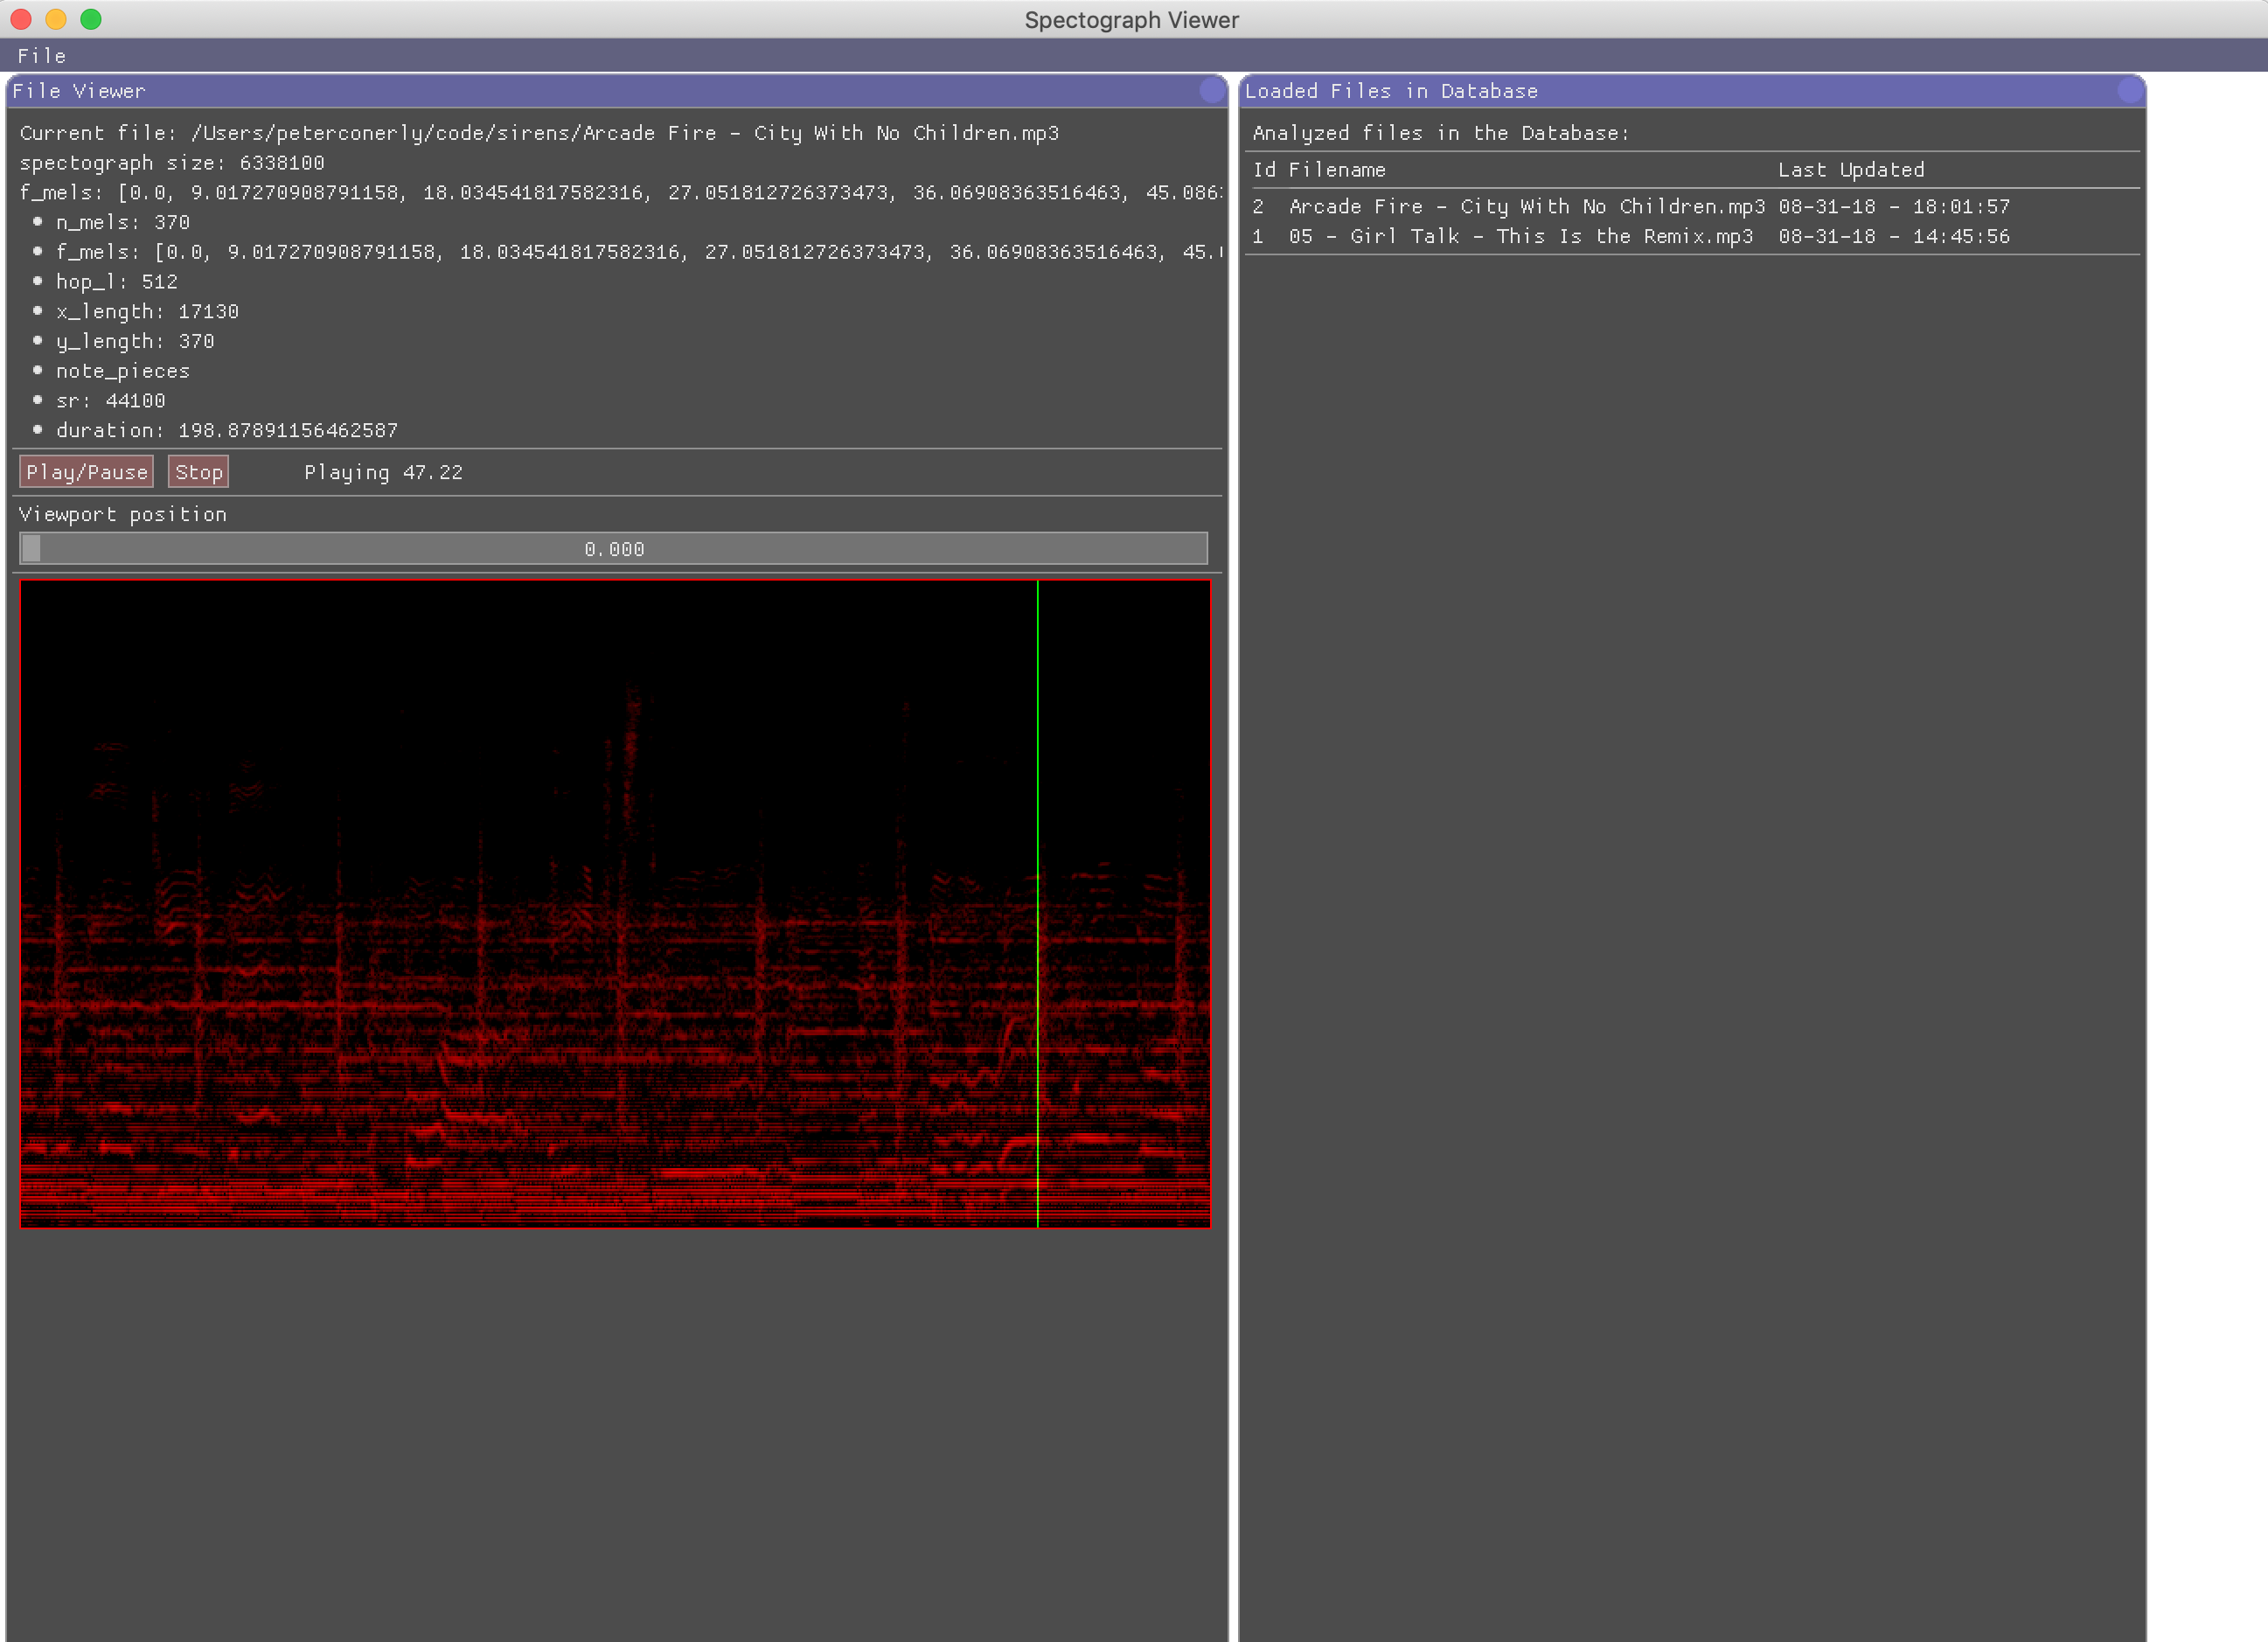 Spectograph Viewer
File
File Viewer
Current file: /Users/peterconerly/code/sirens/Arcade Fire - City With No Children.mp3
spectograph size: 6338100
f_mels: [0.0, 9.017270908791158, 18.034541817582316, 27.051812726373473, 36.06908363516463, 45.086
n_mels: 370
f_mels: [0.0, 9.017270908791158, 18.034541817582316, 27.051812726373473, 36.06908363516463, 45.
hop_l: 512
x_length: 17130
y_length: 370
note_pieces
sr: 44100
duration: 198.87891156462587
Play/Pause Stop Playing 47.22
Viewport position
0.000
Loaded Files in Database
Analyzed files in the Database:
Id Filename Last Updated
2 Arcade Fire - City With No Children.mp3 08-31-18 - 18:01:57
1 05 - Girl Talk - This Is the Remix.mp3 08-31-18 - 14:45:56